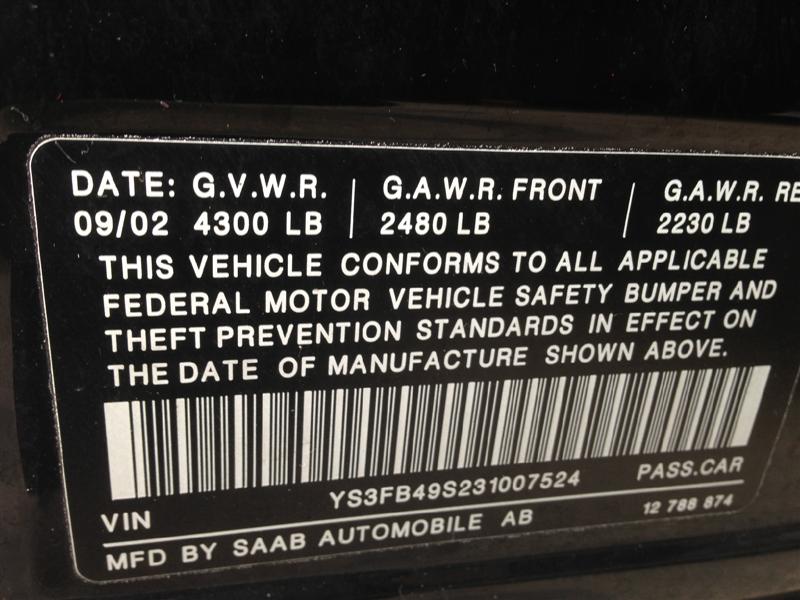 DATE: G.V.W.R. | G.A.W.R. FRONT | G.A.W.R. RE
09/02 4300 LB | 2480 LB | 2230 LB
THIS VEHICLE CONFORMS TO ALL APPLICABLE
FEDERAL MOTOR VEHICLE SAFETY BUMPER AND
THEFT PREVENTION STANDARDS IN EFFECT ON
THE DATE OF MANUFACTURE SHOWN ABOVE.
VIN YS3FB49S231007524 PASS.CAR
MFD BY SAAB AUTOMOBILE AB 12 788 874